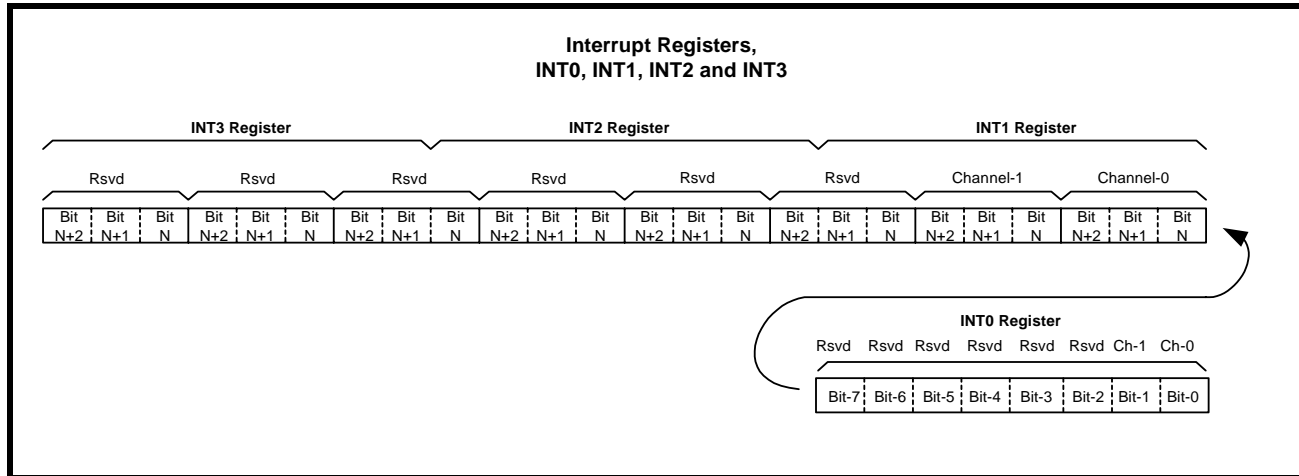 Interrupt Registers,
INT0, INT1, INT2 and INT3
INT3 Register INT2 Register INT1 Register
Rsvd Rsvd Rsvd Rsvd Rsvd Rsvd Channel-1 Channel-0
Bit Bit Bit Bit Bit Bit Bit Bit Bit Bit Bit Bit Bit Bit Bit Bit Bit Bit Bit Bit Bit Bit Bit Bit
N+2 N+1 N N+2 N+1 N N+2 N+1 N N+2 N+1 N N+2 N+1 N N+2 N+1 N N+2 N+1 N N+2 N+1 N
INT0 Register
Rsvd Rsvd Rsvd Rsvd Rsvd Rsvd Ch-1 Ch-0
Bit-7 Bit-6 Bit-5 Bit-4 Bit-3 Bit-2 Bit-1 Bit-0